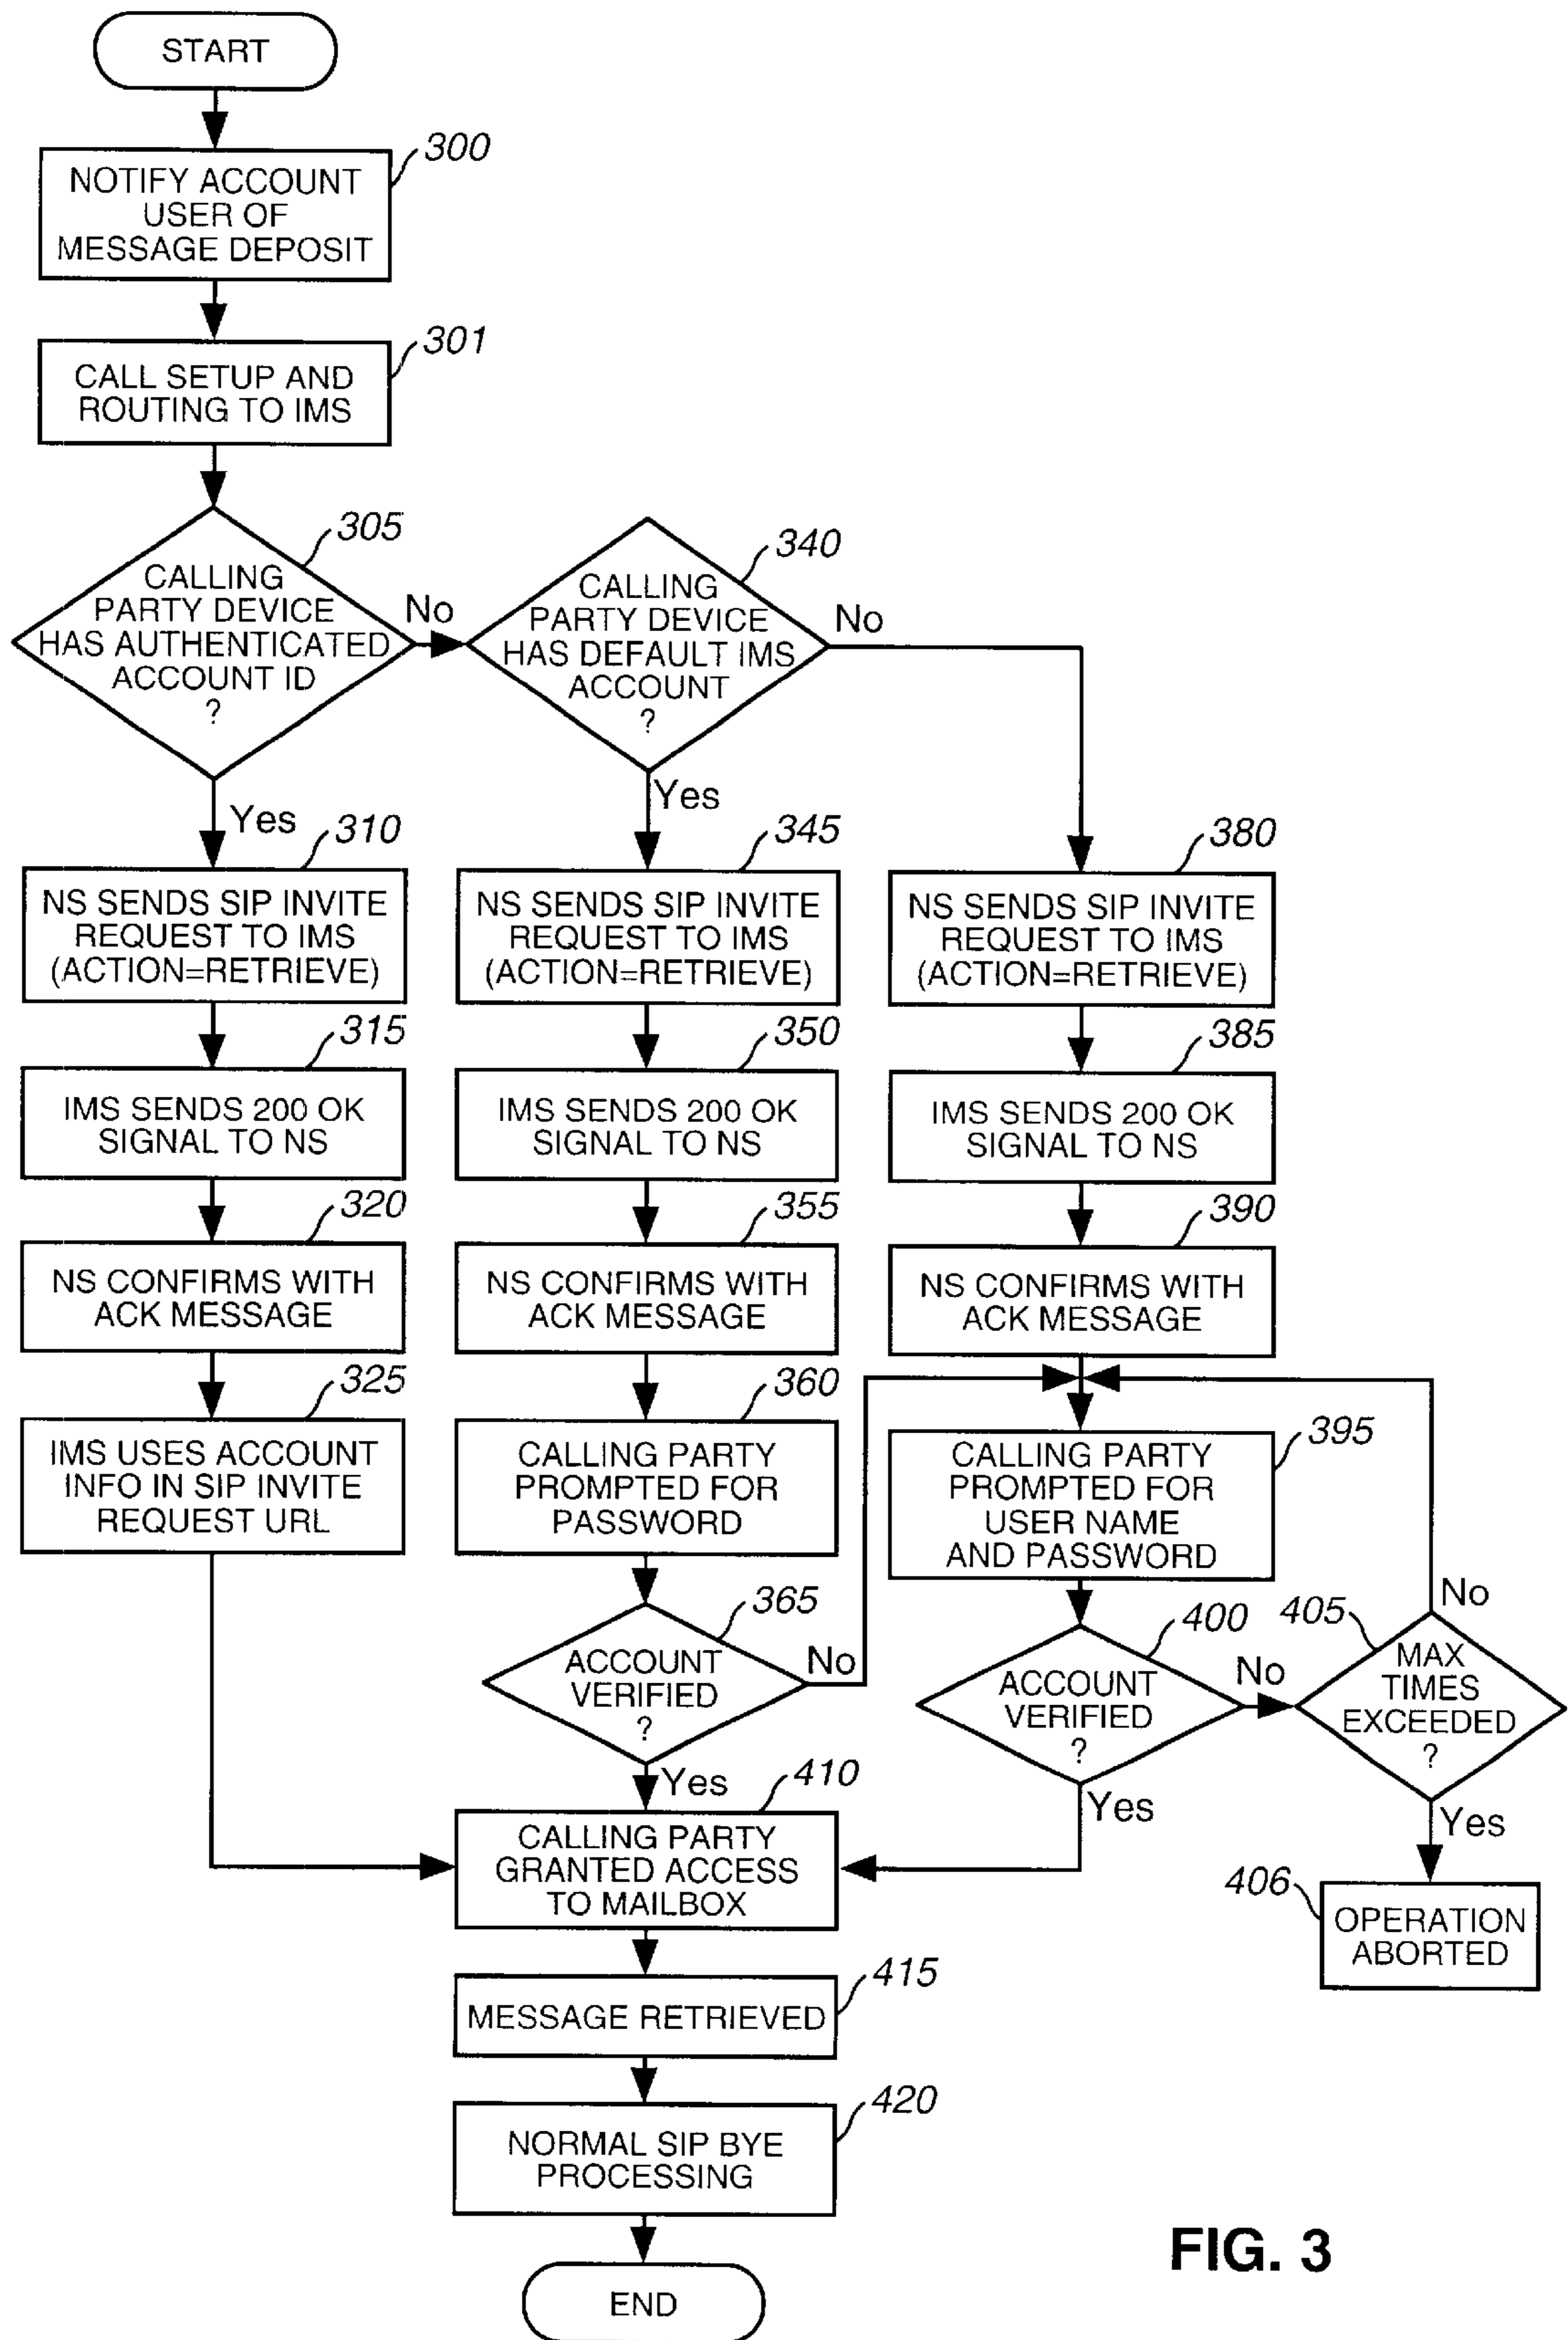 START
300
NOTIFY ACCOUNT
USER OF
MESSAGE DEPOSIT
301
CALL SETUP AND
ROUTING TO IMS
305
CALLING
PARTY DEVICE
HAS AUTHENTICATED
ACCOUNT ID
?
No
Yes
340
CALLING
PARTY DEVICE
HAS DEFAULT IMS
ACCOUNT
?
No
Yes
310
NS SENDS SIP INVITE
REQUEST TO IMS
(ACTION=RETRIEVE)
315
IMS SENDS 200 OK
SIGNAL TO NS
320
NS CONFIRMS WITH
ACK MESSAGE
325
IMS USES ACCOUNT
INFO IN SIP INVITE
REQUEST URL
345
NS SENDS SIP INVITE
REQUEST TO IMS
(ACTION=RETRIEVE)
350
IMS SENDS 200 OK
SIGNAL TO NS
355
NS CONFIRMS WITH
ACK MESSAGE
360
CALLING PARTY
PROMPTED FOR
PASSWORD
365
ACCOUNT
VERIFIED
?
No
Yes
380
NS SENDS SIP INVITE
REQUEST TO IMS
(ACTION=RETRIEVE)
385
IMS SENDS 200 OK
SIGNAL TO NS
390
NS CONFIRMS WITH
ACK MESSAGE
395
CALLING PARTY
PROMPTED FOR
USER NAME
AND PASSWORD
400
ACCOUNT
VERIFIED
?
No
Yes
405
MAX
TIMES
EXCEEDED
?
No
Yes
406
OPERATION
ABORTED
410
CALLING PARTY
GRANTED ACCESS
TO MAILBOX
415
MESSAGE RETRIEVED
420
NORMAL SIP BYE
PROCESSING
END
FIG. 3